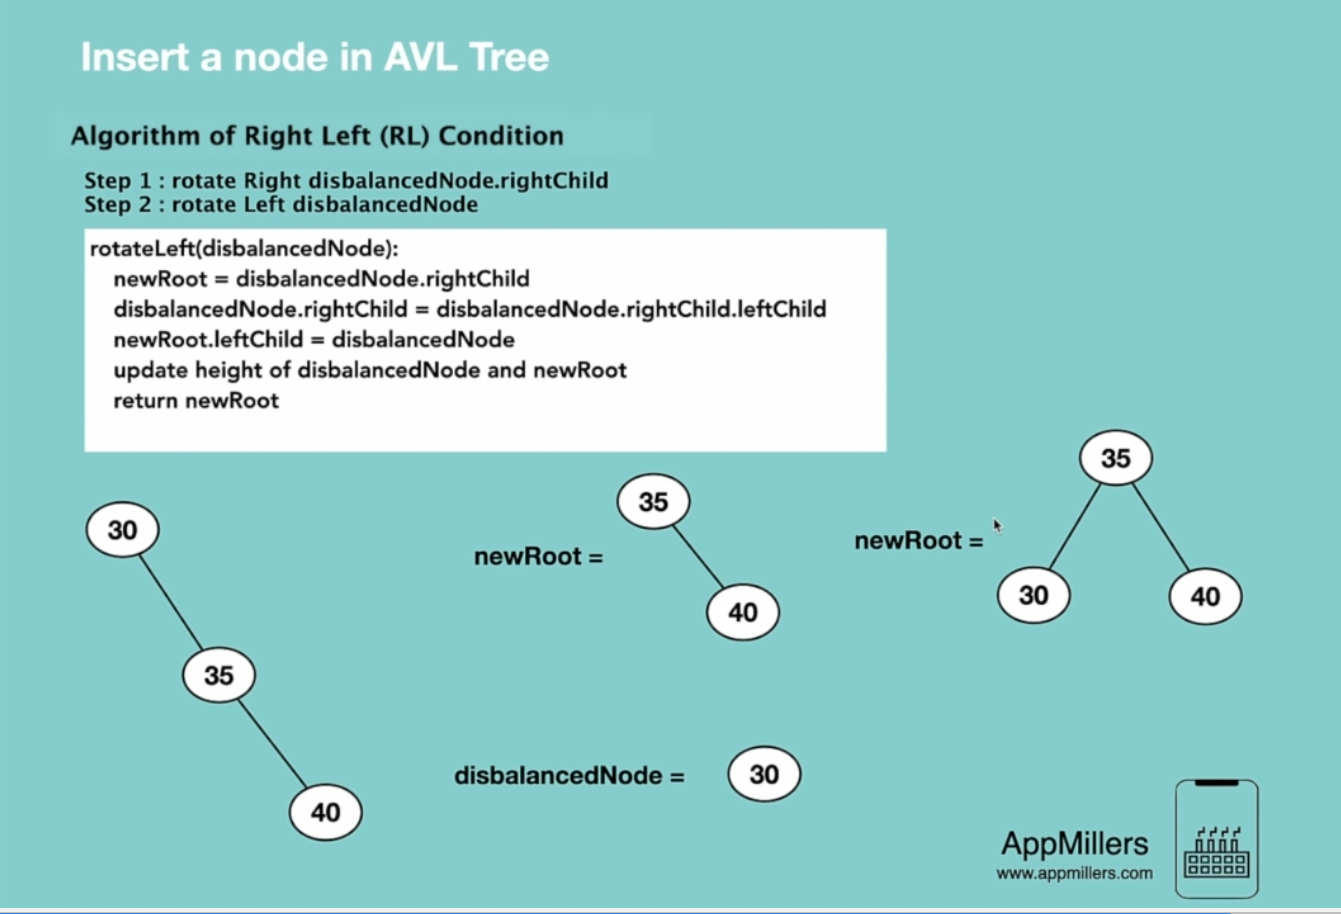 Insert a node in AVL Tree
Algorithm of Right Left (RL) Condition
Step 1 : rotate Right disbalancedNode.rightChild
Step 2 : rotate Left disbalancedNode
rotateLeft(disbalancedNode):
newRoot = disbalancedNode.rightChild
disbalancedNode.rightChild = disbalancedNode.rightChild.leftChild
newRoot.leftChild = disbalancedNode
update height of disbalancedNode and newRoot
return newRoot
30
35
40
newRoot =
35
40
disbalancedNode =
30
newRoot =
35
30
40
AppMillers
www.appmillers.com